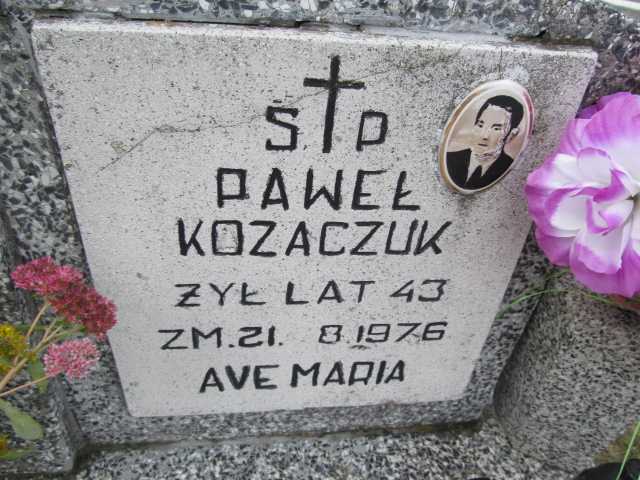 Ś.P
PAWEŁ
KOZACZUK
ŻYŁ LAT 43
ZM. 21. 8.1976
AVE MARIA